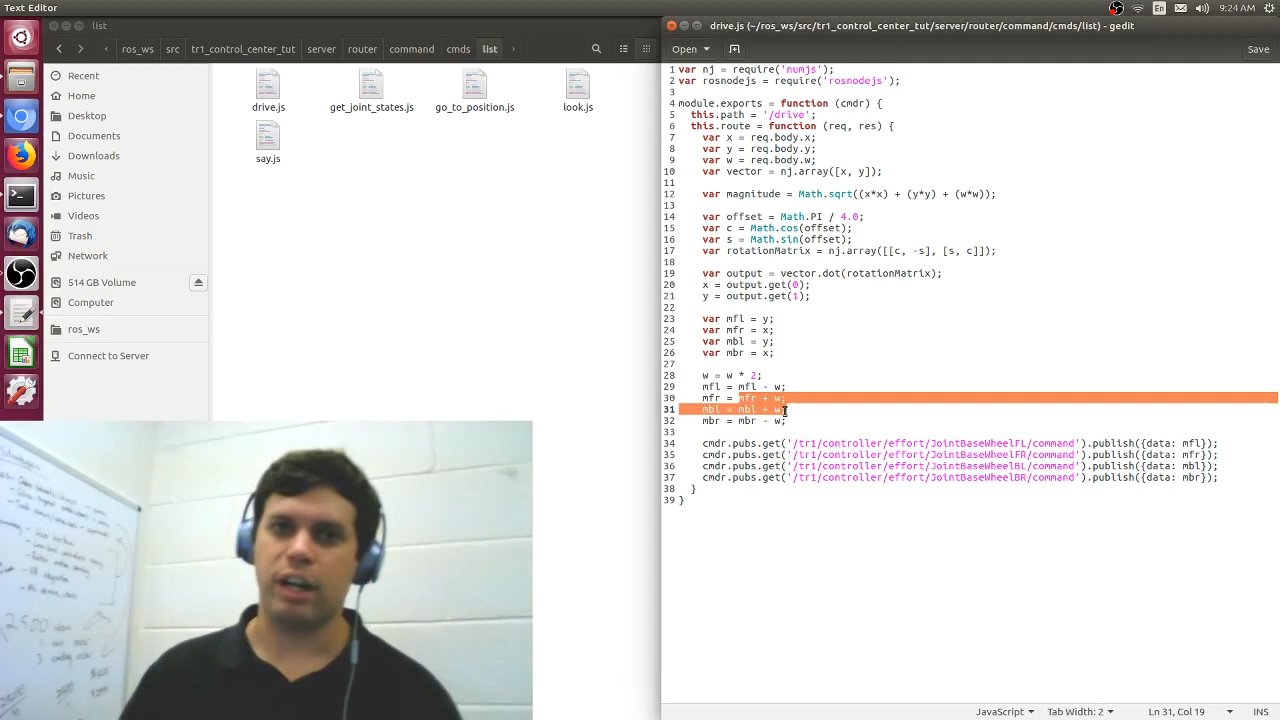 Text Editor
En
9:24 AM
list
ros_ws
src
tr1_control_center_tut
server
router
command
cmds
list
Recent
Home
Desktop
Documents
Downloads
Music
Pictures
Videos
Trash
Network
514 GB Volume
Computer
ros_ws
Connect to Server
drive.js
get_joint_states.js
go_to_position.js
look.js
say.js
drive.js (~/ros_ws/src/tr1_control_center_tut/server/router/command/cmds/list) - gedit
Open
Save
1 var nj = require('numjs');
2 var rosnodejs = require('rosnodejs');
3
4 module.exports = function (cmdr) {
5 this.path = '/drive';
6 this.route = function (req, res) {
7 var x = req.body.x;
8 var y = req.body.y;
9 var w = req.body.w;
10 var vector = nj.array([x, y]);
11
12 var magnitude = Math.sqrt((x*x) + (y*y) + (w*w));
13
14 var offset = Math.PI / 4.0;
15 var c = Math.cos(offset);
16 var s = Math.sin(offset);
17 var rotationMatrix = nj.array([[c, -s], [s, c]]);
18
19 var output = vector.dot(rotationMatrix);
20 x = output.get(0);
21 y = output.get(1);
22
23 var mfl = y;
24 var mfr = x;
25 var mbl = y;
26 var mbr = x;
27
28 w = w * 2;
29 mfl = mfl - w;
30 mfr = mfr + w;
31 mbl = mbl + w;
32 mbr = mbr - w;
33
34 cmdr.pubs.get('/tr1/controller/effort/JointBaseWheelFL/command').publish({data: mfl});
35 cmdr.pubs.get('/tr1/controller/effort/JointBaseWheelFR/command').publish({data: mfr});
36 cmdr.pubs.get('/tr1/controller/effort/JointBaseWheelBL/command').publish({data: mbl});
37 cmdr.pubs.get('/tr1/controller/effort/JointBaseWheelBR/command').publish({data: mbr});
38 }
39 }
JavaScript
Tab Width: 2
Ln 31, Col 19
INS
2,500